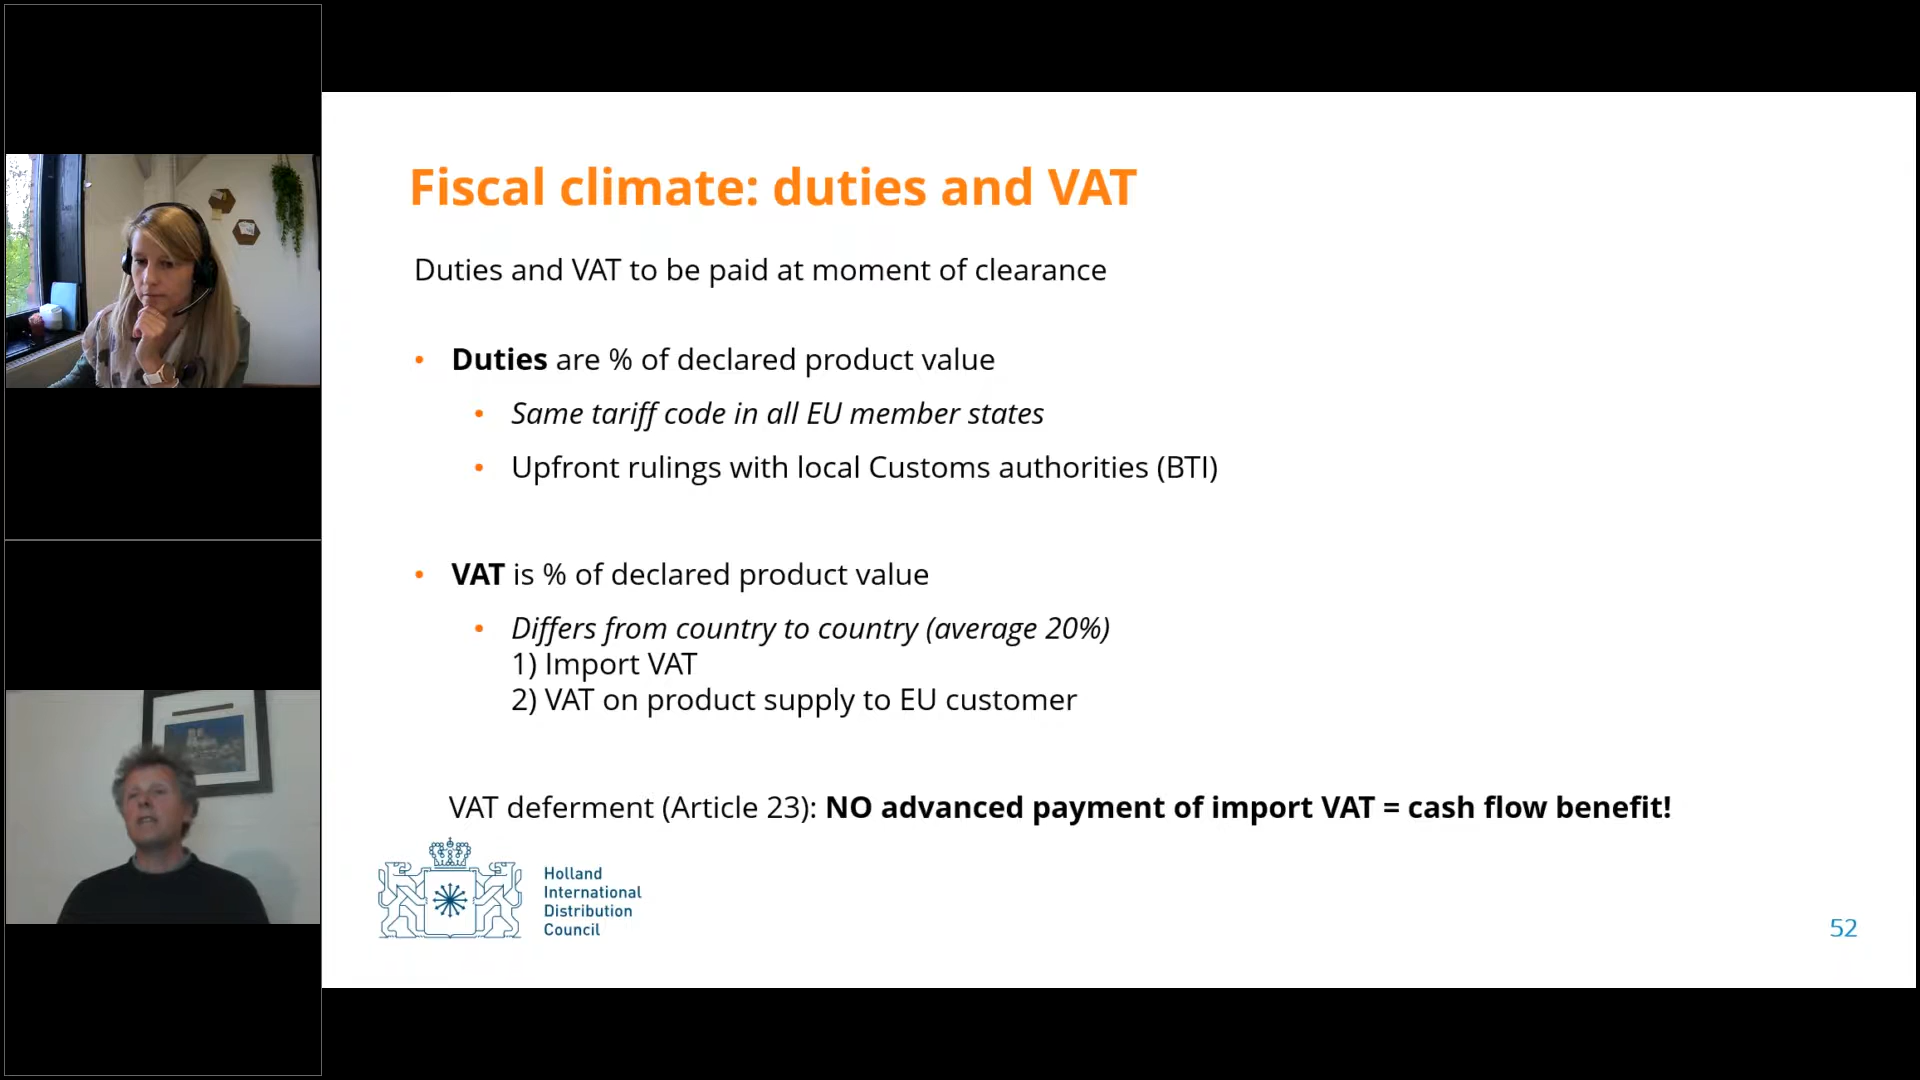 Fiscal climate: duties and VAT
Duties and VAT to be paid at moment of clearance
• Duties are % of declared product value
• Same tariff code in all EU member states
• Upfront rulings with local Customs authorities (BTI)
• VAT is % of declared product value
• Differs from country to country (average 20%)
1) Import VAT
2) VAT on product supply to EU customer
VAT deferment (Article 23): NO advanced payment of import VAT = cash flow benefit!
Holland
International
Distribution
Council
52